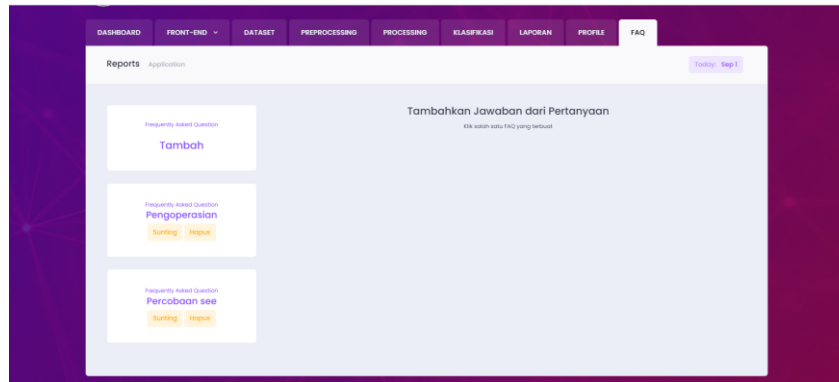 DASHBOARD FRONT-END DATASET PREPROCESSING PROCESSING KLASIFIKASI LAPORAN PROFILE FAQ
Reports Application Today: Sep 1
Tambahkan Jawaban dari Pertanyaan
Klik salah satu FAQ yang terbuat
Frequently Asked Question
Tambah
Frequently Asked Question
Pengoperasian
Sunting Hapus
Frequently Asked Question
Percobaan see
Sunting Hapus